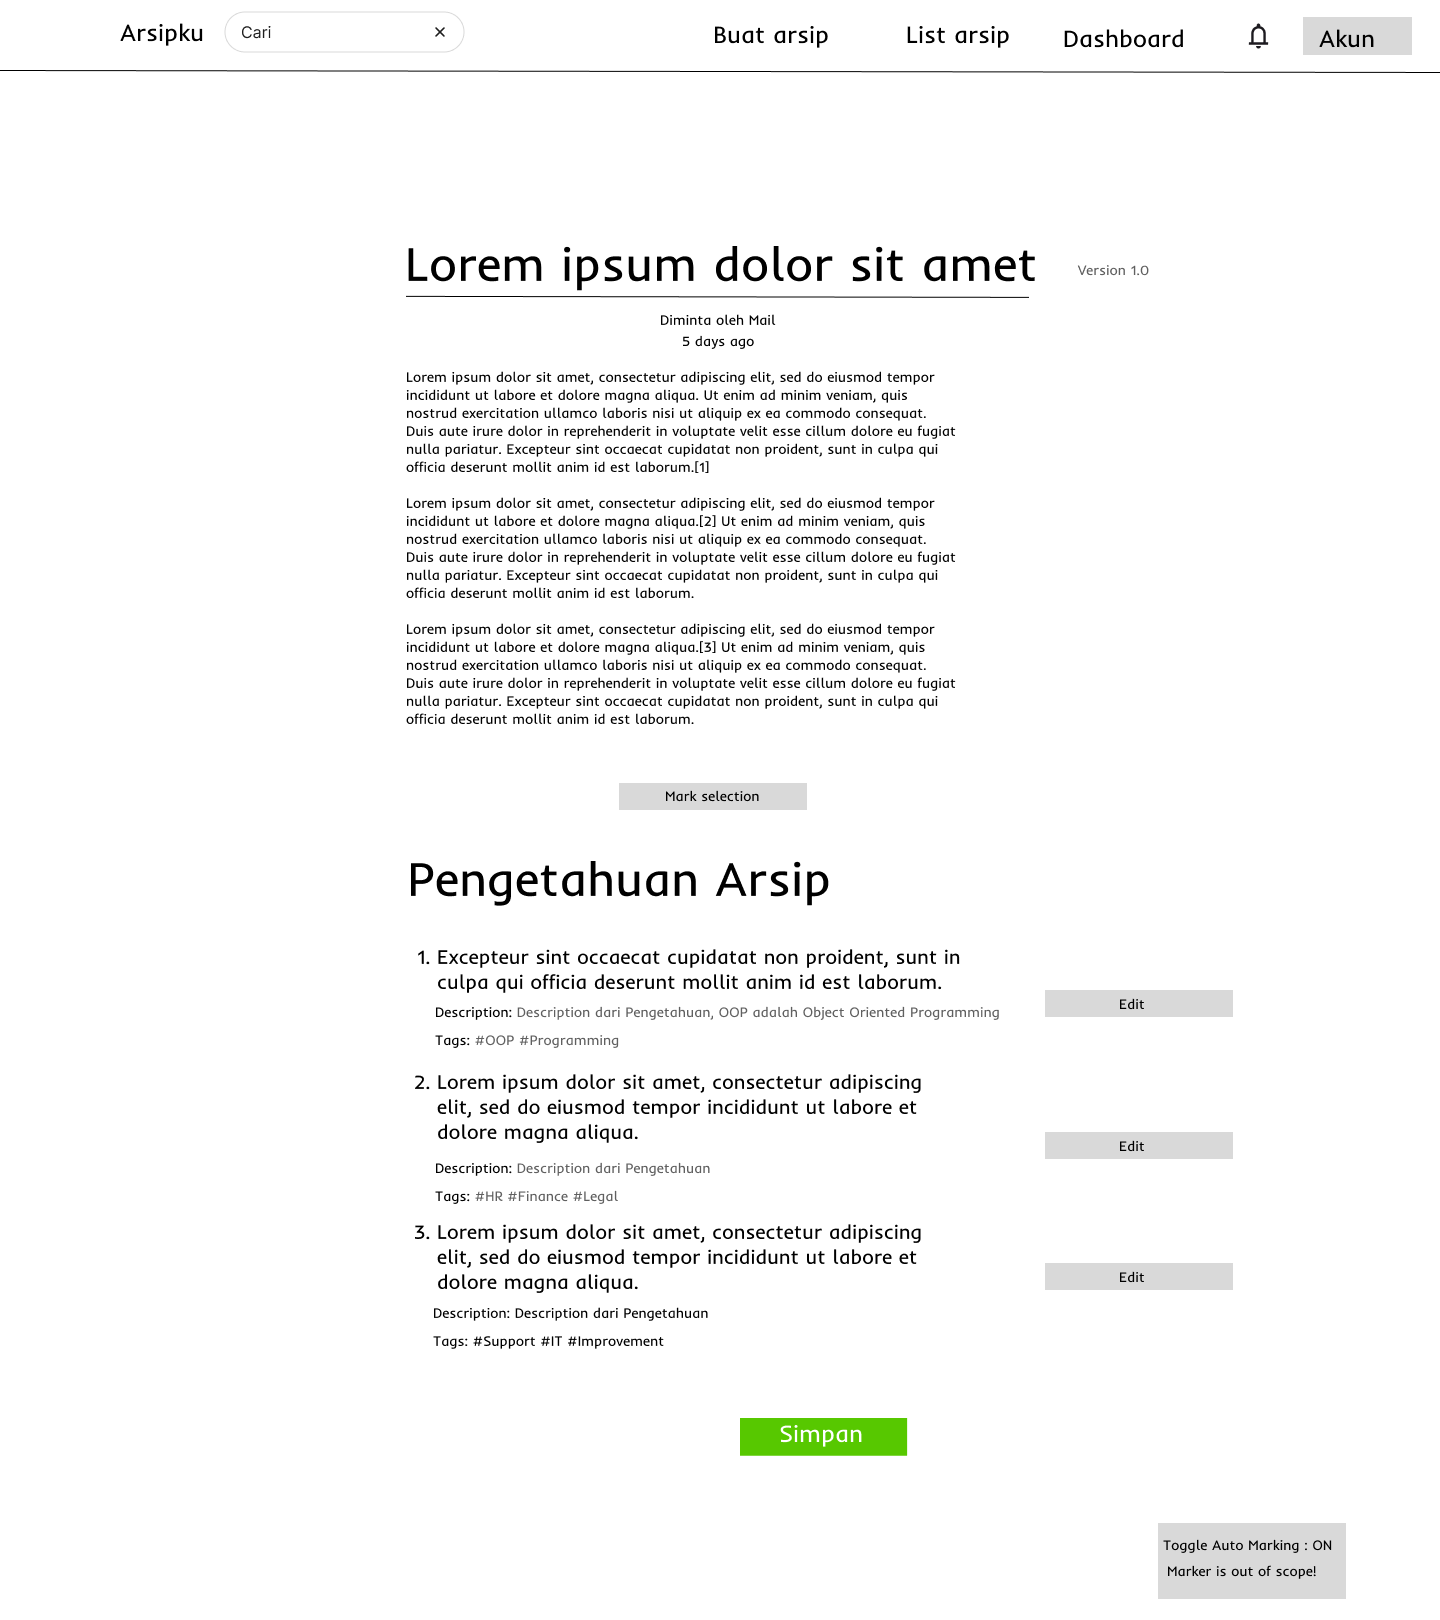 Arsipku
Cari
Buat arsip
List arsip
Dashboard
Akun
Lorem ipsum dolor sit amet
Version 1.0
Diminta oleh Mail
5 days ago
Lorem ipsum dolor sit amet, consectetur adipiscing elit, sed do eiusmod tempor
incididunt ut labore et dolore magna aliqua. Ut enim ad minim veniam, quis
nostrud exercitation ullamco laboris nisi ut aliquip ex ea commodo consequat.
Duis aute irure dolor in reprehenderit in voluptate velit esse cillum dolore eu fugiat
nulla pariatur. Excepteur sint occaecat cupidatat non proident, sunt in culpa qui
officia deserunt mollit anim id est laborum.[1]
Lorem ipsum dolor sit amet, consectetur adipiscing elit, sed do eiusmod tempor
incididunt ut labore et dolore magna aliqua.[2] Ut enim ad minim veniam, quis
nostrud exercitation ullamco laboris nisi ut aliquip ex ea commodo consequat.
Duis aute irure dolor in reprehenderit in voluptate velit esse cillum dolore eu fugiat
nulla pariatur. Excepteur sint occaecat cupidatat non proident, sunt in culpa qui
officia deserunt mollit anim id est laborum.
Lorem ipsum dolor sit amet, consectetur adipiscing elit, sed do eiusmod tempor
incididunt ut labore et dolore magna aliqua.[3] Ut enim ad minim veniam, quis
nostrud exercitation ullamco laboris nisi ut aliquip ex ea commodo consequat.
Duis aute irure dolor in reprehenderit in voluptate velit esse cillum dolore eu fugiat
nulla pariatur. Excepteur sint occaecat cupidatat non proident, sunt in culpa qui
officia deserunt mollit anim id est laborum.
Mark selection
Pengetahuan Arsip
1. Excepteur sint occaecat cupidatat non proident, sunt in
culpa qui officia deserunt mollit anim id est laborum.
Description: Description dari Pengetahuan, OOP adalah Object Oriented Programming
Tags: #OOP #Programming
Edit
2. Lorem ipsum dolor sit amet, consectetur adipiscing
elit, sed do eiusmod tempor incididunt ut labore et
dolore magna aliqua.
Description: Description dari Pengetahuan
Tags: #HR #Finance #Legal
Edit
3. Lorem ipsum dolor sit amet, consectetur adipiscing
elit, sed do eiusmod tempor incididunt ut labore et
dolore magna aliqua.
Description: Description dari Pengetahuan
Tags: #Support #IT #Improvement
Edit
Simpan
Toggle Auto Marking : ON
Marker is out of scope!